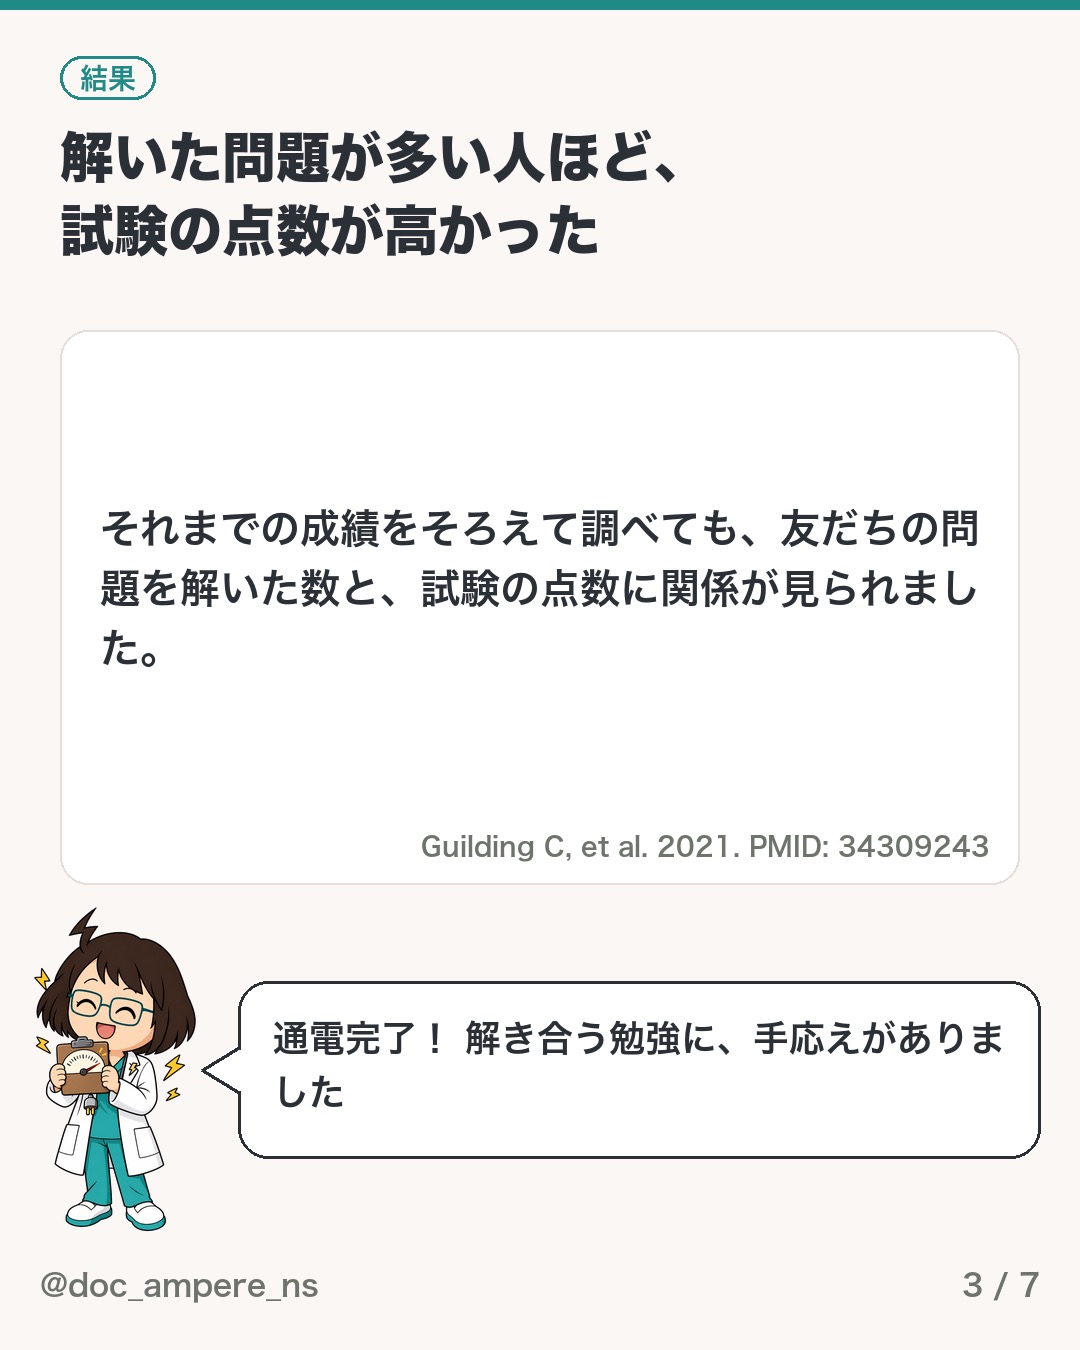 結果
解いた問題が多い人ほど、
試験の点数が高かった
それまでの成績をそろえて調べても、友だちの問
題を解いた数と、試験の点数に関係が見られまし
た。
Guilding C, et al. 2021. PMID: 34309243
通電完了！ 解き合う勉強に、手応えがありま
した
@doc_ampere_ns
3 / 7